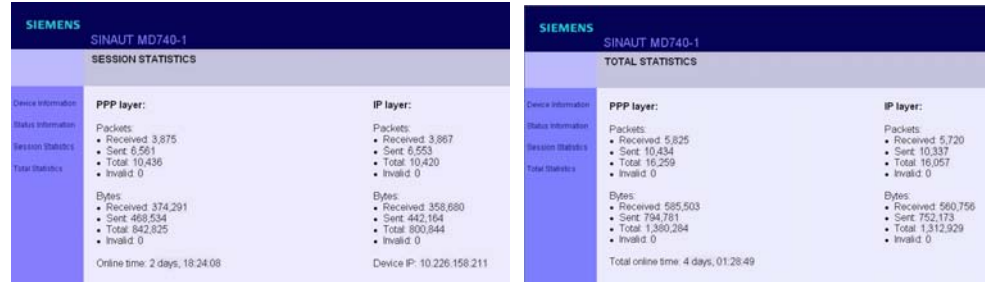 SIEMENS
SINAUT MD740-1
SESSION STATISTICS
Device Information
Status Information
Session Statistics
Total Statistics
PPP layer:
Packets:
• Received: 3,875
• Sent: 6,561
• Total: 10,436
• Invalid: 0
Bytes:
• Received: 374,291
• Sent: 468,534
• Total: 842,825
• Invalid: 0
Online time: 2 days, 18:24:08
IP layer:
Packets:
• Received: 3,867
• Sent: 6,553
• Total: 10,420
• Invalid: 0
Bytes:
• Received: 358,680
• Sent: 442,164
• Total: 800,844
• Invalid: 0
Device IP: 10.226.158.211
SIEMENS
SINAUT MD740-1
TOTAL STATISTICS
Device Information
Status Information
Session Statistics
Total Statistics
PPP layer:
Packets:
• Received: 5,825
• Sent: 10,434
• Total: 16,259
• Invalid: 0
Bytes:
• Received: 585,503
• Sent: 794,781
• Total: 1,380,284
• Invalid: 0
Total online time: 4 days, 01:28:49
IP layer:
Packets:
• Received: 5,720
• Sent: 10,337
• Total: 16,057
• Invalid: 0
Bytes:
• Received: 560,756
• Sent: 752,173
• Total: 1,312,929
• Invalid: 0